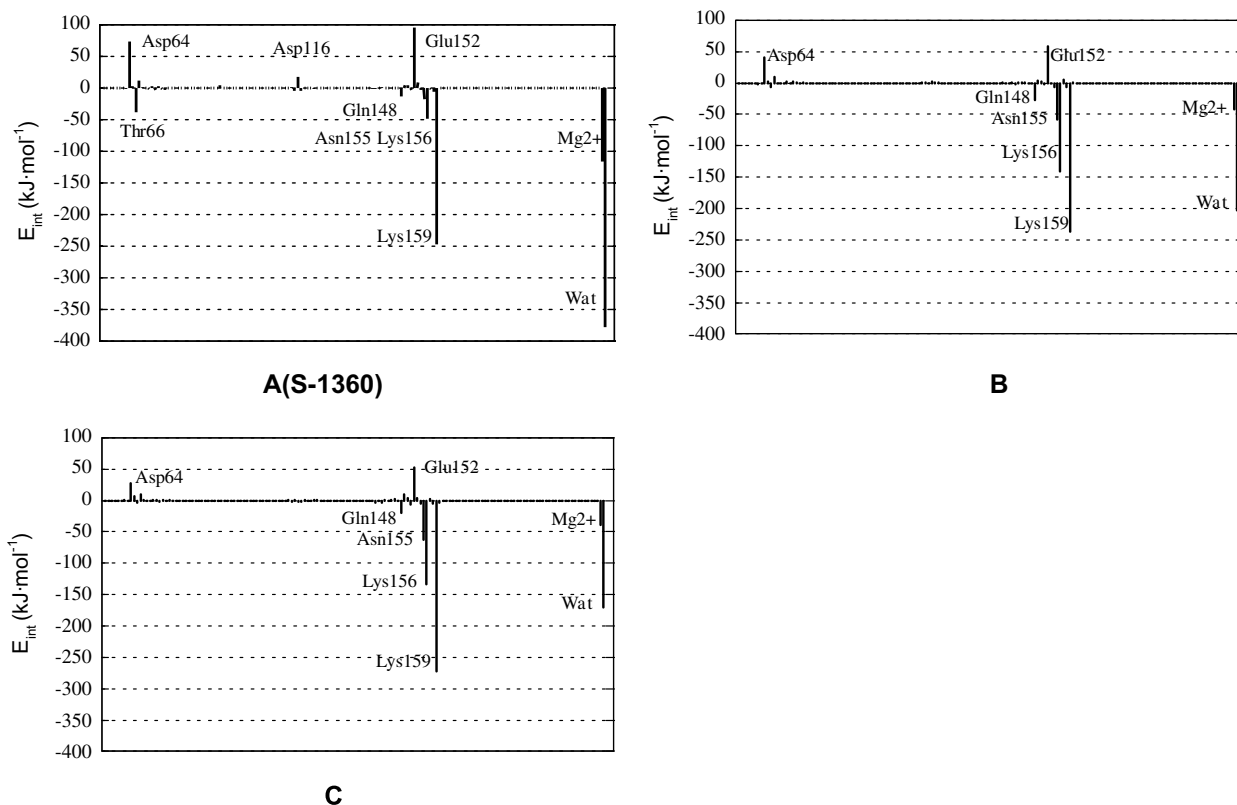 100
50
0
-50
-100
-150
-200
-250
-300
-350
-400
E_int (kJ·mol⁻¹)
Asp64
Asp116
Glu152
Thr66
Gln148
Asn155 Lys156
Mg2+
Lys159
Wat
A(S-1360)
100
50
0
-50
-100
-150
-200
-250
-300
-350
-400
E_int (kJ·mol⁻¹)
Asp64
Glu152
Gln148
Mg2+
Asn155
Lys156
Lys159
Wat
B
100
50
0
-50
-100
-150
-200
-250
-300
-350
-400
E_int (kJ·mol⁻¹)
Asp64
Glu152
Gln148
Mg2+
Asn155
Lys156
Wat
Lys159
C